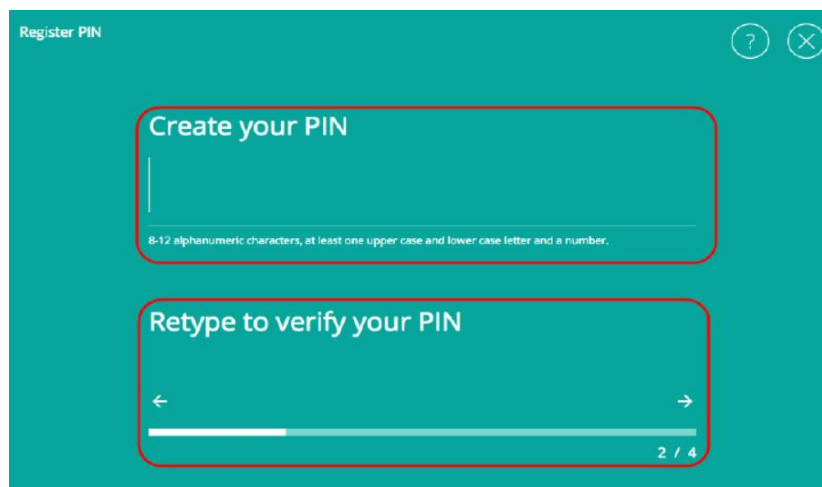 Register PIN
?
Create your PIN
8-12 alphanumeric characters, at least one upper case and lower case letter and a number.
Retype to verify your PIN
← →
2 / 4